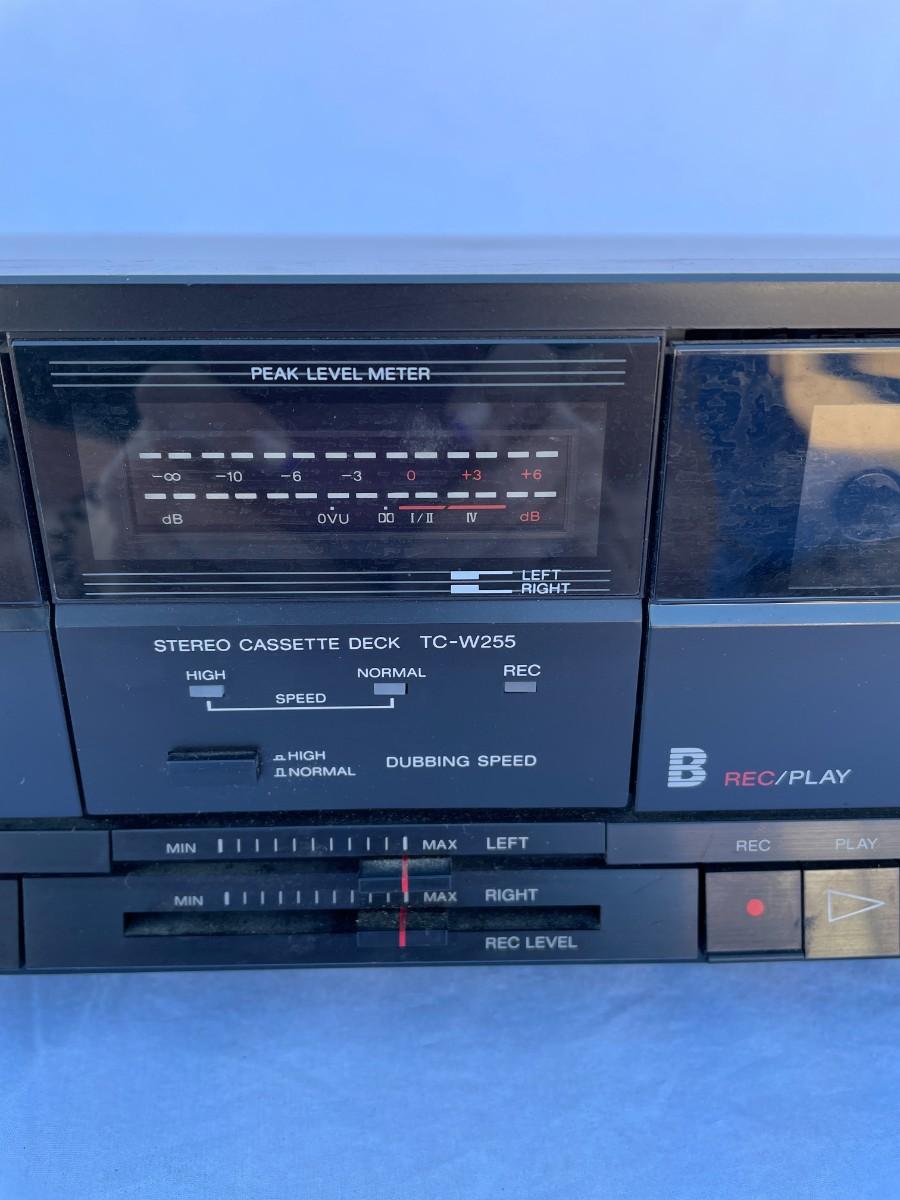 PEAK LEVEL METER
-∞ -10 -6 -3 0 +3 +6
dB 0VU I/II IV dB
LEFT
RIGHT
STEREO CASSETTE DECK TC-W255
HIGH NORMAL REC
SPEED
HIGH
NORMAL
DUBBING SPEED
B REC/PLAY
MIN MAX LEFT
REC PLAY
MIN MAX RIGHT
REC LEVEL